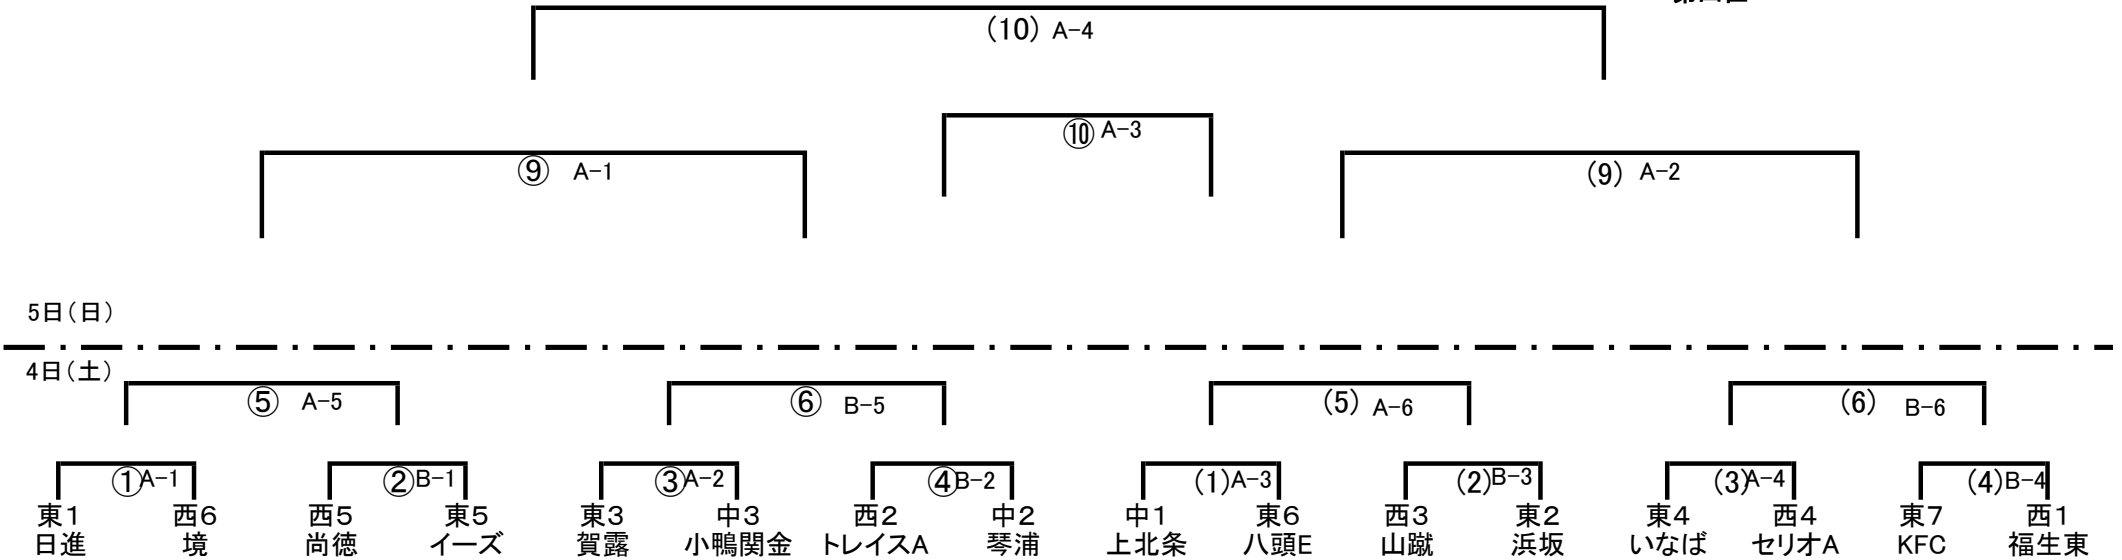 (10) A-4
⑩ A-3
⑨ A-1
(9) A-2
5日(日)
4日(土)
⑤ A-5
⑥ B-5
(5) A-6
(6) B-6
①A-1
②B-1
③A-2
④B-2
(1)A-3
(2)B-3
(3)A-4
(4)B-4
東1 西6 西5 東5 東3 中3 西2 中2 中1 東6 西3 東2 東4 西4 東7 西1
日進 境 尚徳 イーズ 賀露 小鴨関金 トレイスA 琴浦 上北条 八頭E 山蹴 浜坂 いなば セリオA KFC 福生東